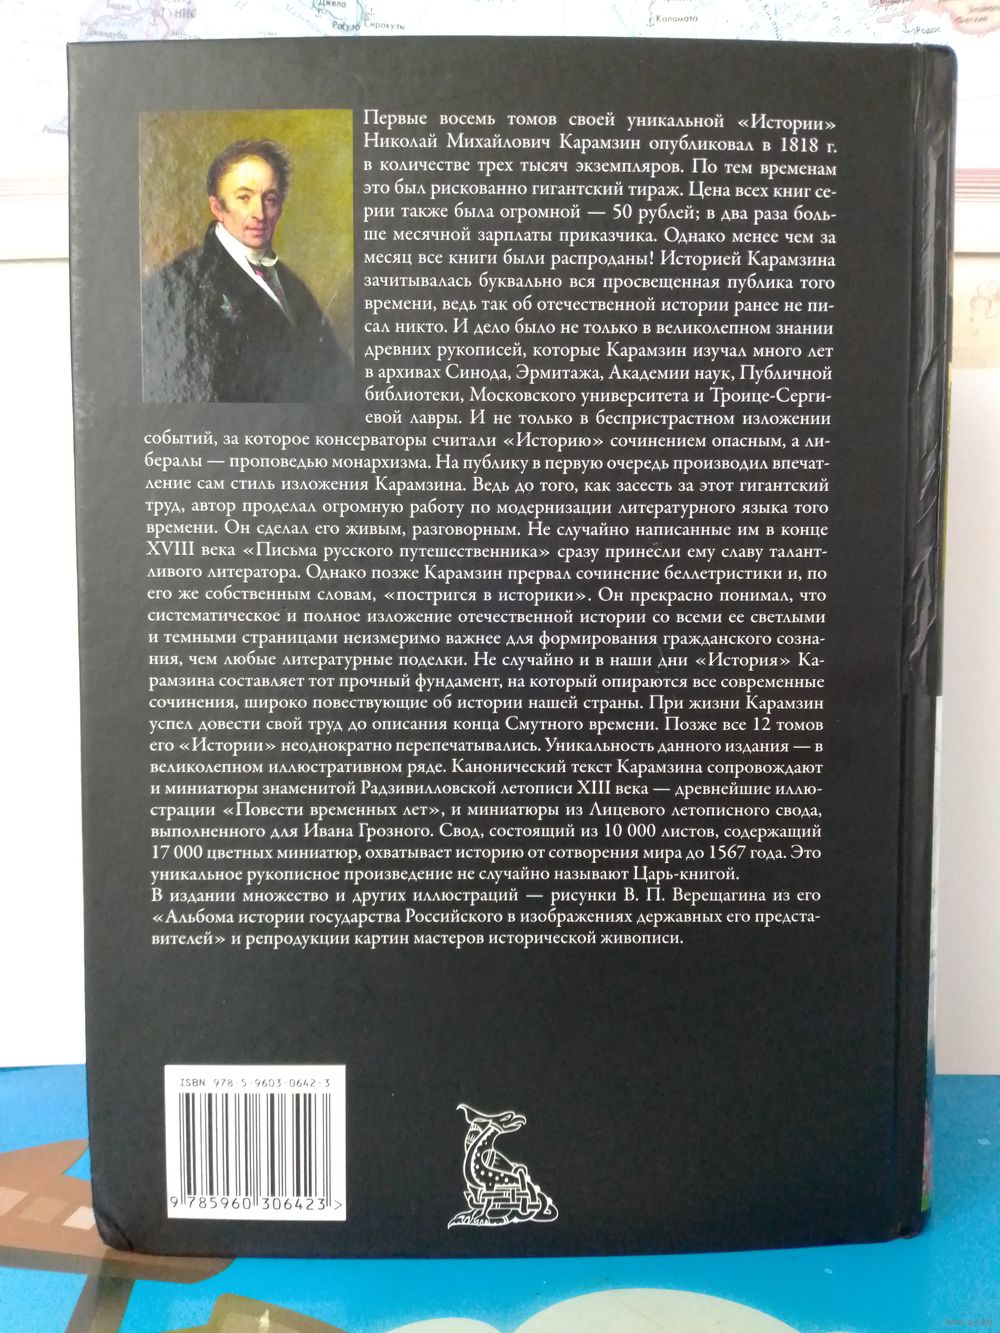 ТУНИС
Беджа
Джендуба
Джела
Рагуза
Сиракузы
Каламата
Родос
Первые восемь томов своей уникальной «Истории»
Николай Михайлович Карамзин опубликовал в 1818 г.
в количестве трех тысяч экземпляров. По тем временам
это был рискованно гигантский тираж. Цена всех книг се-
рии также была огромной — 50 рублей; в два раза боль-
ше месячной зарплаты приказчика. Однако менее чем за
месяц все книги были распроданы! Историей Карамзина
зачитывалась буквально вся просвещенная публика того
времени, ведь так об отечественной истории ранее не пи-
сал никто. И дело было не только в великолепном знании
древних рукописей, которые Карамзин изучал много лет
в архивах Синода, Эрмитажа, Академии наук, Публичной
библиотеки, Московского университета и Троице-Серги-
евой лавры. И не только в беспристрастном изложении
событий, за которое консерваторы считали «Историю» сочинением опасным, а ли-
бералы — проповедью монархизма. На публику в первую очередь производил впечат-
ление сам стиль изложения Карамзина. Ведь до того, как засесть за этот гигантский
труд, автор проделал огромную работу по модернизации литературного языка того
времени. Он сделал его живым, разговорным. Не случайно написанные им в конце
XVIII века «Письма русского путешественника» сразу принесли ему славу талант-
ливого литератора. Однако позже Карамзин прервал сочинение беллетристики и, по
его же собственным словам, «постригся в историки». Он прекрасно понимал, что
систематическое и полное изложение отечественной истории со всеми ее светлыми
и темными страницами неизмеримо важнее для формирования гражданского созна-
ния, чем любые литературные поделки. Не случайно и в наши дни «История» Ка-
рамзина составляет тот прочный фундамент, на который опираются все современные
сочинения, широко повествующие об истории нашей страны. При жизни Карамзин
успел довести свой труд до описания конца Смутного времени. Позже все 12 томов
его «Истории» неоднократно перепечатывались. Уникальность данного издания — в
великолепном иллюстративном ряде. Канонический текст Карамзина сопровождают
и миниатюры знаменитой Радзивилловской летописи XIII века — древнейшие иллю-
страции «Повести временных лет», и миниатюры из Лицевого летописного свода,
выполненного для Ивана Грозного. Свод, состоящий из 10 000 листов, содержащий
17 000 цветных миниатюр, охватывает историю от сотворения мира до 1567 года. Это
уникальное рукописное произведение не случайно называют Царь-книгой.
В издании множество и других иллюстраций — рисунки В. П. Верещагина из его
«Альбома истории государства Российского в изображениях державных его предста-
вителей» и репродукции картин мастеров исторической живописи.
ISBN 978-5-9603-0642-3
9 785960 306423 >